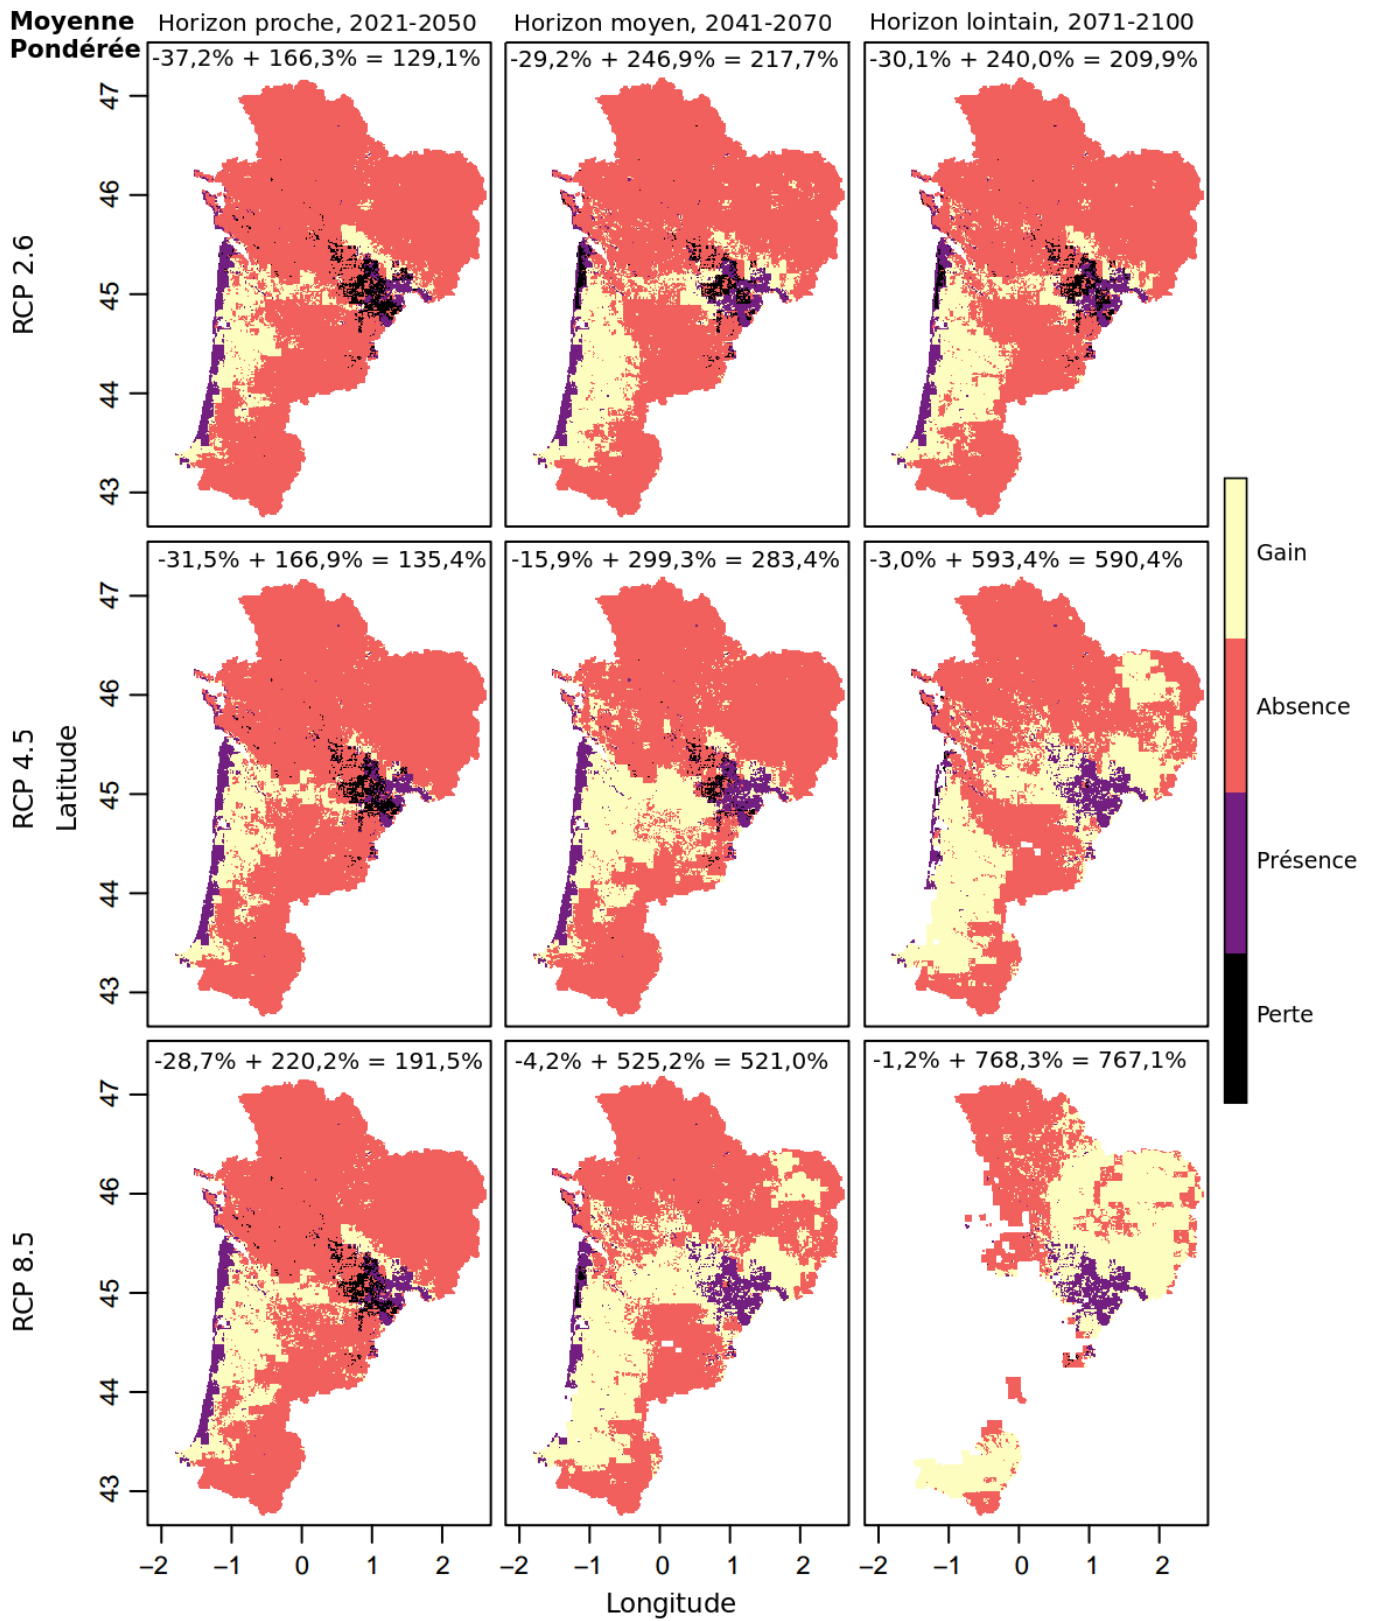 Moyenne
Pondérée
Horizon proche, 2021-2050
Horizon moyen, 2041-2070
Horizon lointain, 2071-2100
RCP 2.6
-37,2% + 166,3% = 129,1%
-29,2% + 246,9% = 217,7%
-30,1% + 240,0% = 209,9%
47
46
45
44
43
RCP 4.5
Latitude
-31,5% + 166,9% = 135,4%
-15,9% + 299,3% = 283,4%
-3,0% + 593,4% = 590,4%
47
46
45
44
43
Gain
Absence
Présence
Perte
RCP 8.5
-28,7% + 220,2% = 191,5%
-4,2% + 525,2% = 521,0%
-1,2% + 768,3% = 767,1%
47
46
45
44
43
−2 −1 0 1 2
−2 −1 0 1 2
−2 −1 0 1 2
Longitude